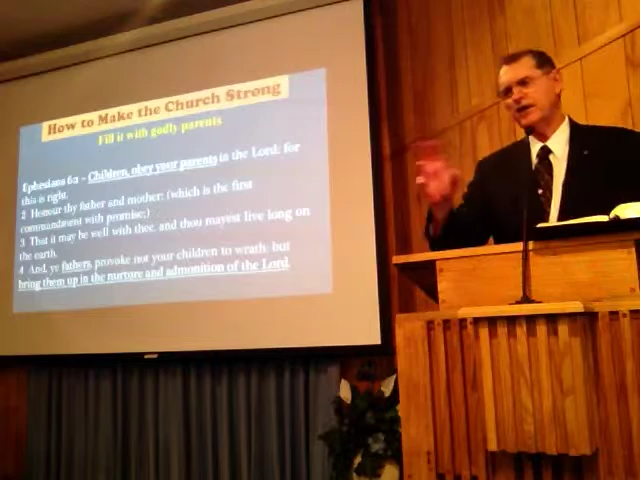 How to Make the Church Strong
Fill it with godly parents
Ephesians 6:1 – Children, obey your parents in the Lord: for
this is right.
2 Honour thy father and mother; (which is the first
commandment with promise;)
3 That it may be well with thee, and thou mayest live long on
the earth.
4 And, ye fathers, provoke not your children to wrath: but
bring them up in the nurture and admonition of the Lord.